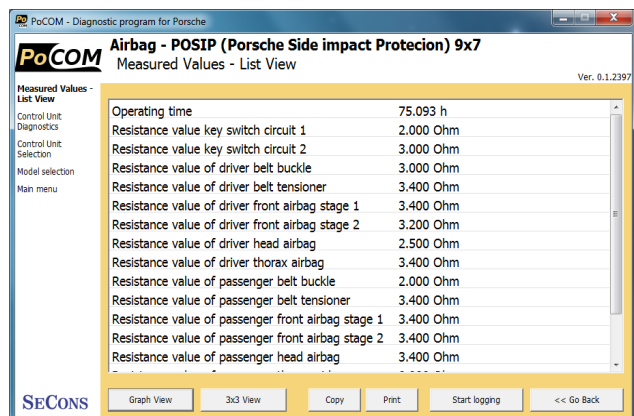 PoCOM - Diagnostic program for Porsche
PoCOM
Airbag - POSIP (Porsche Side impact Protecion) 9x7
Measured Values - List View
Ver. 0.1.2397
Measured Values -
List View
Control Unit
Diagnostics
Control Unit
Selection
Model selection
Main menu
Operating time 75.093 h
Resistance value key switch circuit 1 2.000 Ohm
Resistance value key switch circuit 2 3.000 Ohm
Resistance value of driver belt buckle 3.000 Ohm
Resistance value of driver belt tensioner 3.400 Ohm
Resistance value of driver front airbag stage 1 3.400 Ohm
Resistance value of driver front airbag stage 2 3.200 Ohm
Resistance value of driver head airbag 2.500 Ohm
Resistance value of driver thorax airbag 3.400 Ohm
Resistance value of passenger belt buckle 2.000 Ohm
Resistance value of passenger belt tensioner 3.400 Ohm
Resistance value of passenger front airbag stage 1 3.400 Ohm
Resistance value of passenger front airbag stage 2 3.400 Ohm
Resistance value of passenger head airbag 3.400 Ohm
SECONS
Graph View 3x3 View Copy Print Start logging << Go Back